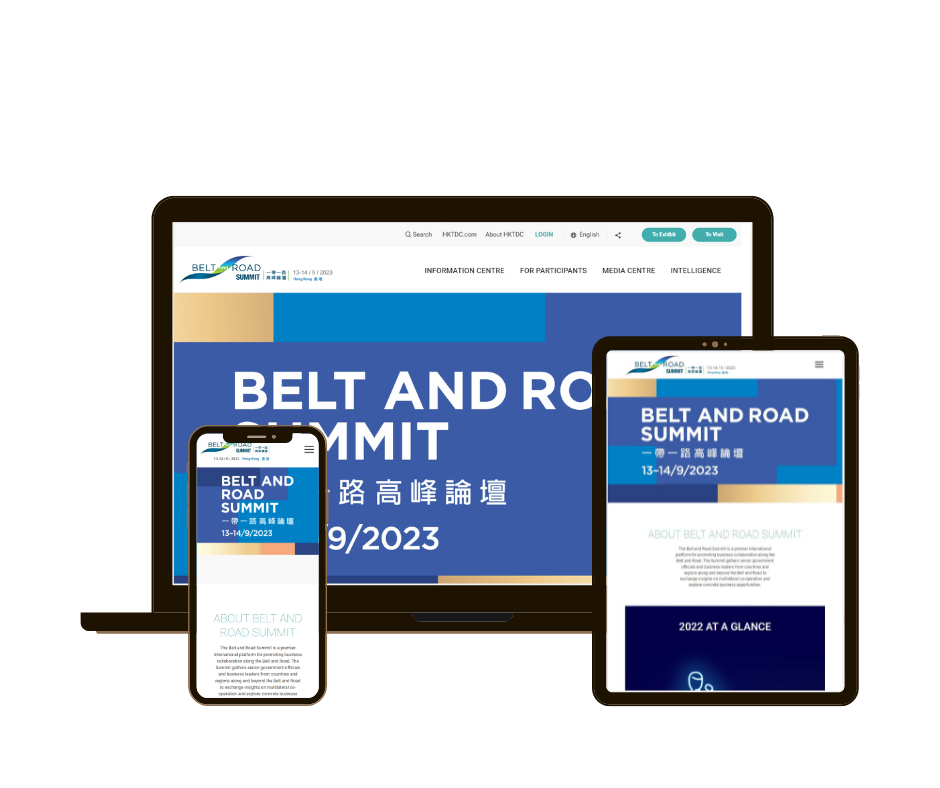 Search HKTDC.com About HKTDC LOGIN English To Exhibit To Visit
BELT AND ROAD
SUMMIT
一帶一路
高峰論壇
13-14 / 9 / 2023
Hong Kong 香港
INFORMATION CENTRE FOR PARTICIPANTS MEDIA CENTRE INTELLIGENCE
BELT AND RO
MMIT
路高峰論壇
9/2023
BELT AND ROAD
SUMMIT
一帶一路
高峰論壇
13-14 / 9 / 2023
Hong Kong 香港
BELT AND
ROAD
SUMMIT
一帶一路高峰論壇
13-14/9/2023
ABOUT BELT AND
ROAD SUMMIT
The Belt and Road Summit is a premier
international platform for promoting business
collaboration along the Belt and Road. The
Summit gathers senior government officials
and business leaders from countries and
regions along and beyond the Belt and Road
to exchange insights on multilateral co-
operation and explore concrete business
BELT AND ROAD
SUMMIT
一帶一路
高峰論壇
13-14 / 9 / 2023
Hong Kong 香港
BELT AND ROAD
SUMMIT
一帶一路高峰論壇
13-14/9/2023
ABOUT BELT AND ROAD SUMMIT
The Belt and Road Summit is a premier international
platform for promoting business collaboration along the
Belt and Road. The Summit gathers senior government
officials and business leaders from countries and
regions along and beyond the Belt and Road to
exchange insights on multilateral co-operation and
explore concrete business opportunities.
2022 AT A GLANCE